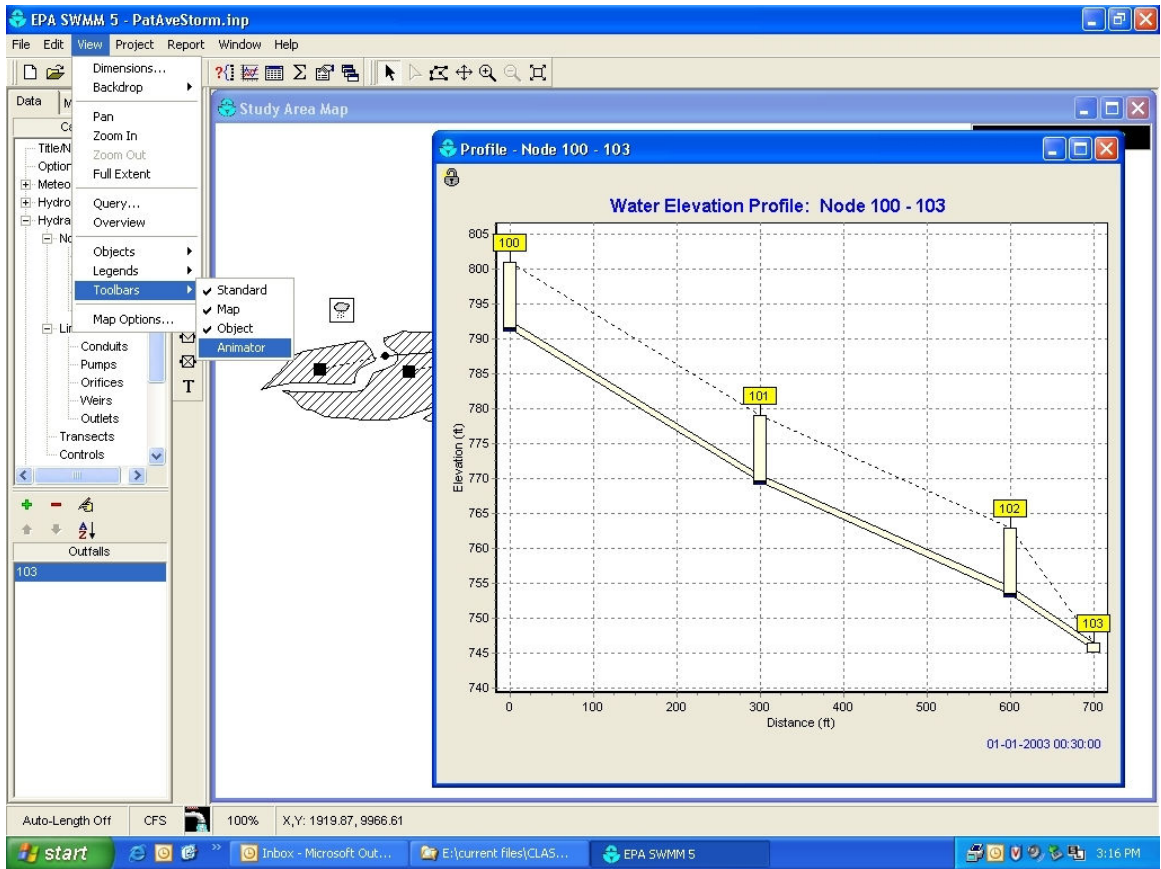 EPA SWMM 5 - PatAveStorm.inp
File Edit View Project Report Window Help
Dimensions...
Backdrop
Pan
Zoom In
Zoom Out
Full Extent
Query...
Overview
Objects
Legends
Toolbars
Map Options...
Standard
Map
Object
Animator
Data
Title/N
Option
Meteo
Hydro
Hydra
No
Lin
Conduits
Pumps
Orifices
Weirs
Outlets
Transects
Controls
T
Outfalls
103
Study Area Map
Profile - Node 100 - 103
Water Elevation Profile: Node 100 - 103
805
800
795
790
785
780
775
770
765
760
755
750
745
740
Elevation (ft)
100
101
102
103
0 100 200 300 400 500 600 700
Distance (ft)
01-01-2003 00:30:00
Auto-Length Off CFS 100% X,Y: 1919.87, 9966.61
start Inbox - Microsoft Out... E:\current files\CLAS... EPA SWMM 5 3:16 PM